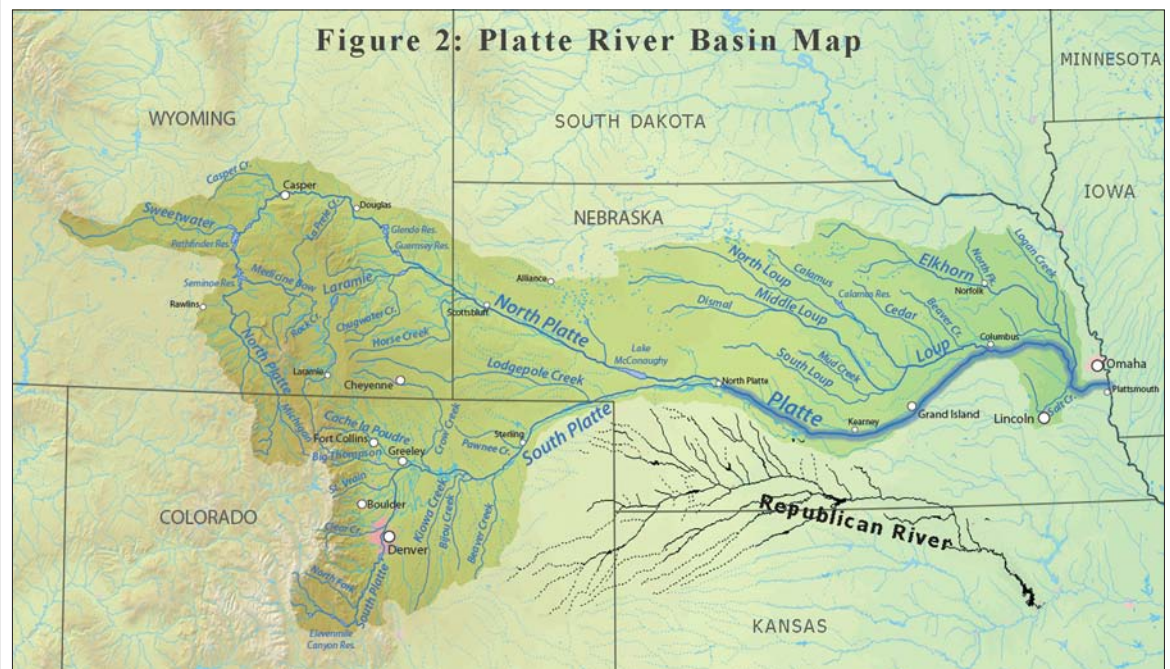 Figure 2: Platte River Basin Map
MINNESOTA
WYOMING
SOUTH DAKOTA
IOWA
NEBRASKA
Casper Cr.
Casper
Sweetwater
La Prele Cr.
Douglas
Pathfinder Res.
Glendo Res.
Guernsey Res.
Seminoe Res.
Medicine Bow
Laramie
Rawlins
Alliance
Scottsbluff
North Platte
Rock Cr.
Chugwater Cr.
Horse Creek
North Platte
Laramie
Cheyenne
Lodgepole Creek
Lake
McConaughy
North Platte
North Loup
Calamus
Calamus Res.
Middle Loup
Dismal
Cedar
Beaver Cr.
Elkhorn
North Fk.
Logan Creek
Norfolk
Columbus
Loup
Mud Creek
South Loup
Omaha
Plattsmouth
Platte
Kearney
Grand Island
Lincoln
Salt Cr.
Michigan
Cache la Poudre
Fort Collins
Crow Creek
Sterling
South Platte
Pawnee Cr.
Greeley
Big Thompson
St. Vrain
Boulder
Kiowa Creek
Bijou Creek
Beaver Creek
COLORADO
Clear Cr.
Denver
North Fork
South Platte
Elevenmile
Canyon Res.
Republican River
KANSAS